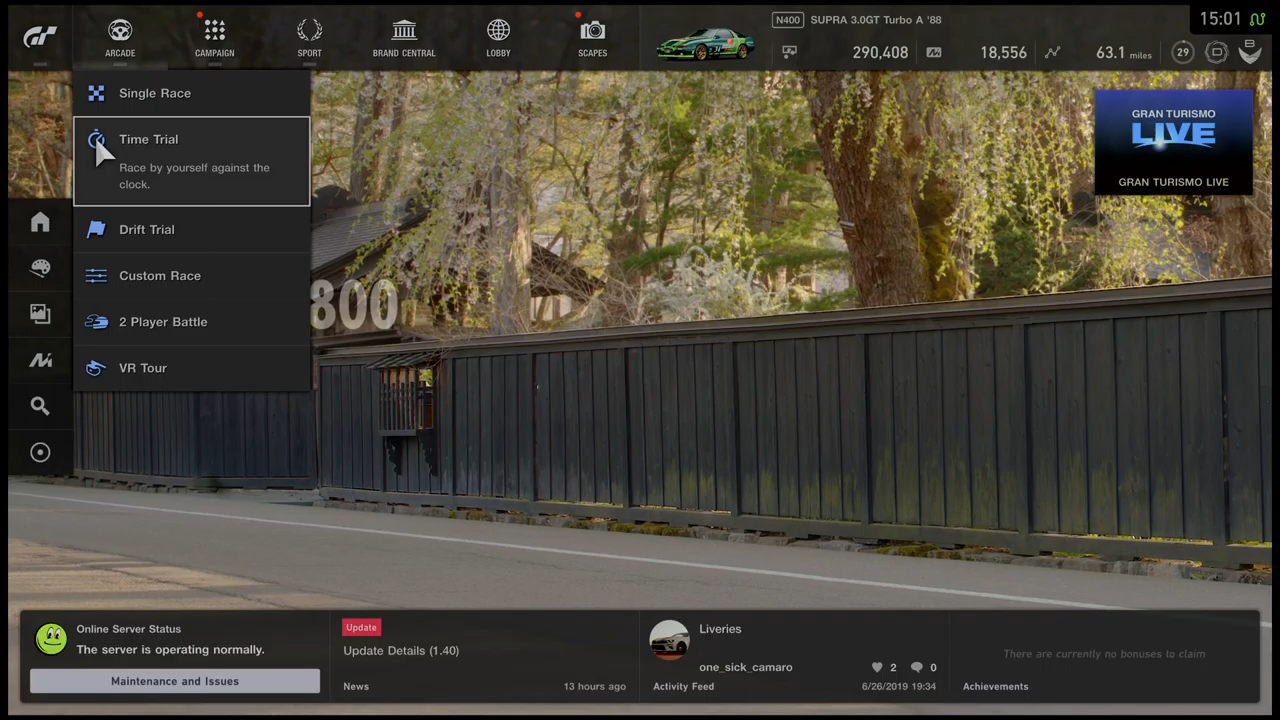 ARCADE
CAMPAIGN
SPORT
BRAND CENTRAL
LOBBY
SCAPES
N400 SUPRA 3.0GT Turbo A '88
290,408
18,556
63.1 miles
29
D
B
15:01
Single Race
Time Trial
Race by yourself against the
clock.
Drift Trial
Custom Race
2 Player Battle
VR Tour
800
GRAN TURISMO
LIVE
GRAN TURISMO LIVE
Online Server Status
The server is operating normally.
Maintenance and Issues
Update
Update Details (1.40)
News
13 hours ago
Liveries
one_sick_camaro
2
0
Activity Feed
6/26/2019 19:34
There are currently no bonuses to claim
Achievements